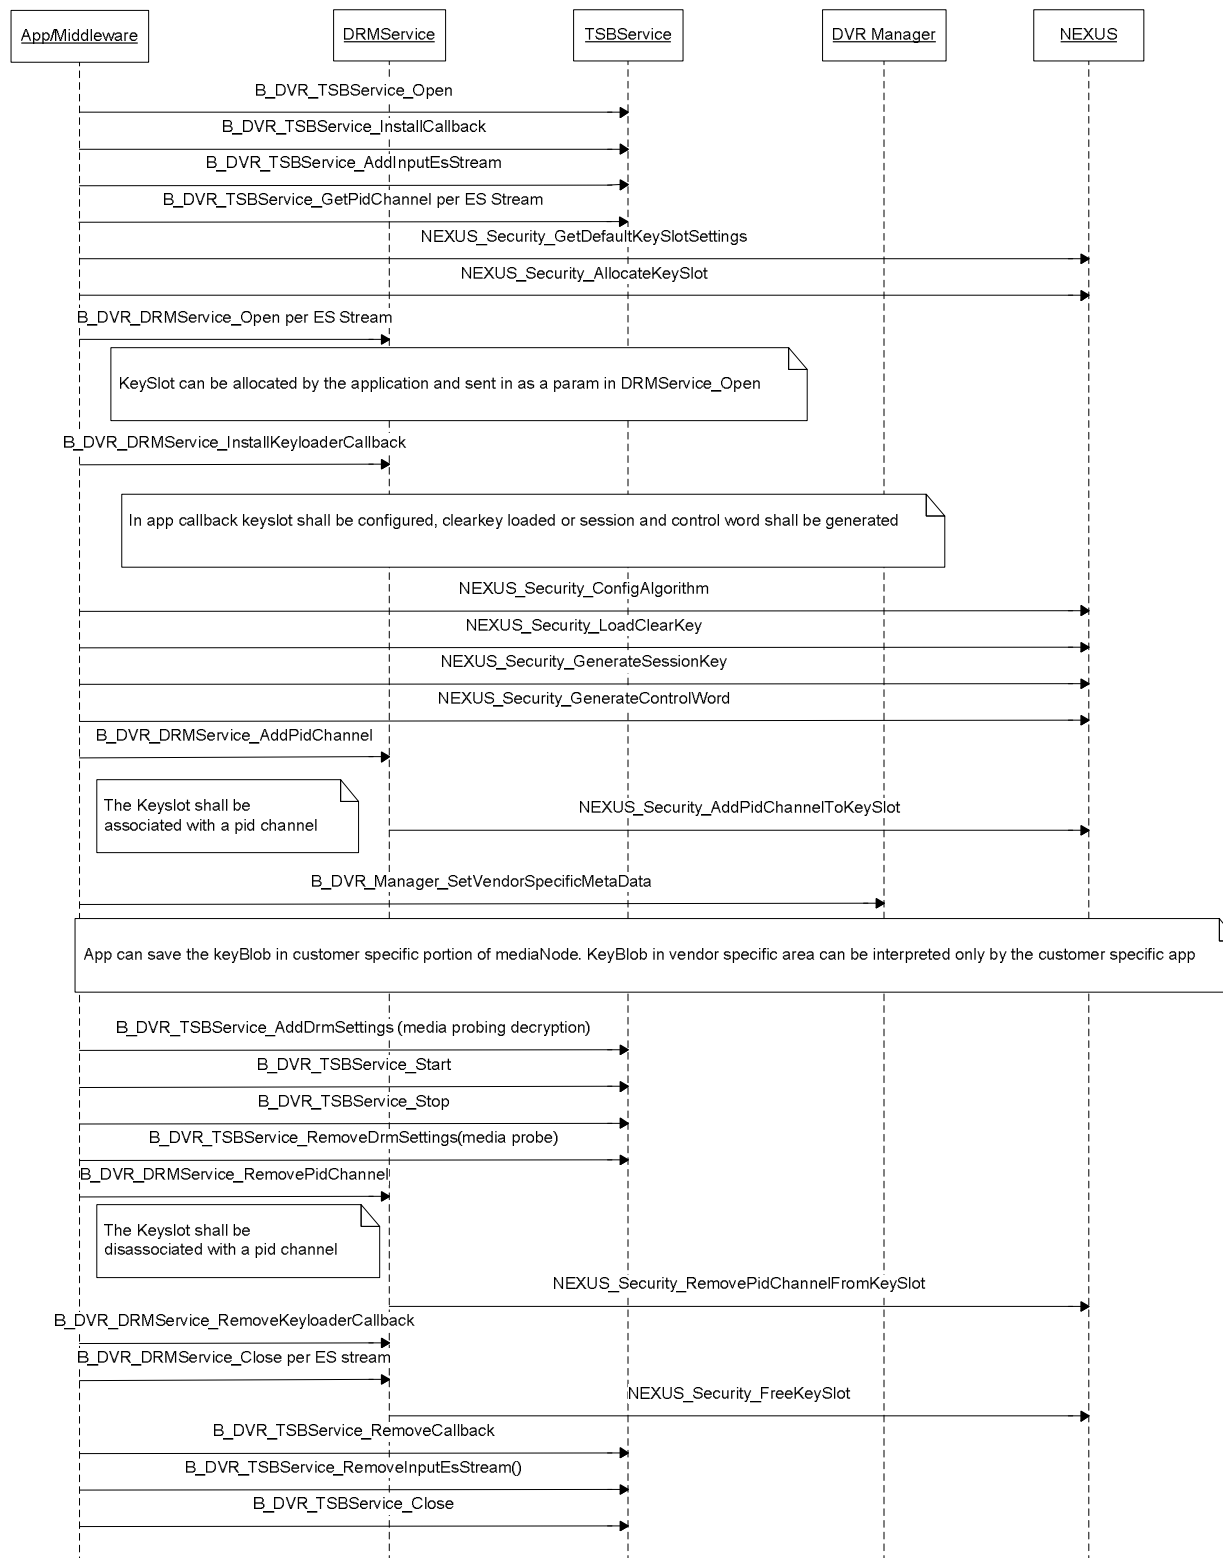 App/Middleware
DRMService
TSBService
DVR Manager
NEXUS
B_DVR_TSBService_Open
B_DVR_TSBService_InstallCallback
B_DVR_TSBService_AddInputEsStream
B_DVR_TSBService_GetPidChannel per ES Stream
NEXUS_Security_GetDefaultKeySlotSettings
NEXUS_Security_AllocateKeySlot
B_DVR_DRMService_Open per ES Stream
KeySlot can be allocated by the application and sent in as a param in DRMService_Open
B_DVR_DRMService_InstallKeyloaderCallback
In app callback keyslot shall be configured, clearkey loaded or session and control word shall be generated
NEXUS_Security_ConfigAlgorithm
NEXUS_Security_LoadClearKey
NEXUS_Security_GenerateSessionKey
NEXUS_Security_GenerateControlWord
B_DVR_DRMService_AddPidChannel
The Keyslot shall be
associated with a pid channel
NEXUS_Security_AddPidChannelToKeySlot
B_DVR_Manager_SetVendorSpecificMetaData
App can save the keyBlob in customer specific portion of mediaNode. KeyBlob in vendor specific area can be interpreted only by the customer specific app
B_DVR_TSBService_AddDrmSettings (media probing decryption)
B_DVR_TSBService_Start
B_DVR_TSBService_Stop
B_DVR_TSBService_RemoveDrmSettings(media probe)
B_DVR_DRMService_RemovePidChannel
The Keyslot shall be
disassociated with a pid channel
NEXUS_Security_RemovePidChannelFromKeySlot
B_DVR_DRMService_RemoveKeyloaderCallback
B_DVR_DRMService_Close per ES stream
NEXUS_Security_FreeKeySlot
B_DVR_TSBService_RemoveCallback
B_DVR_TSBService_RemoveInputEsStream()
B_DVR_TSBService_Close